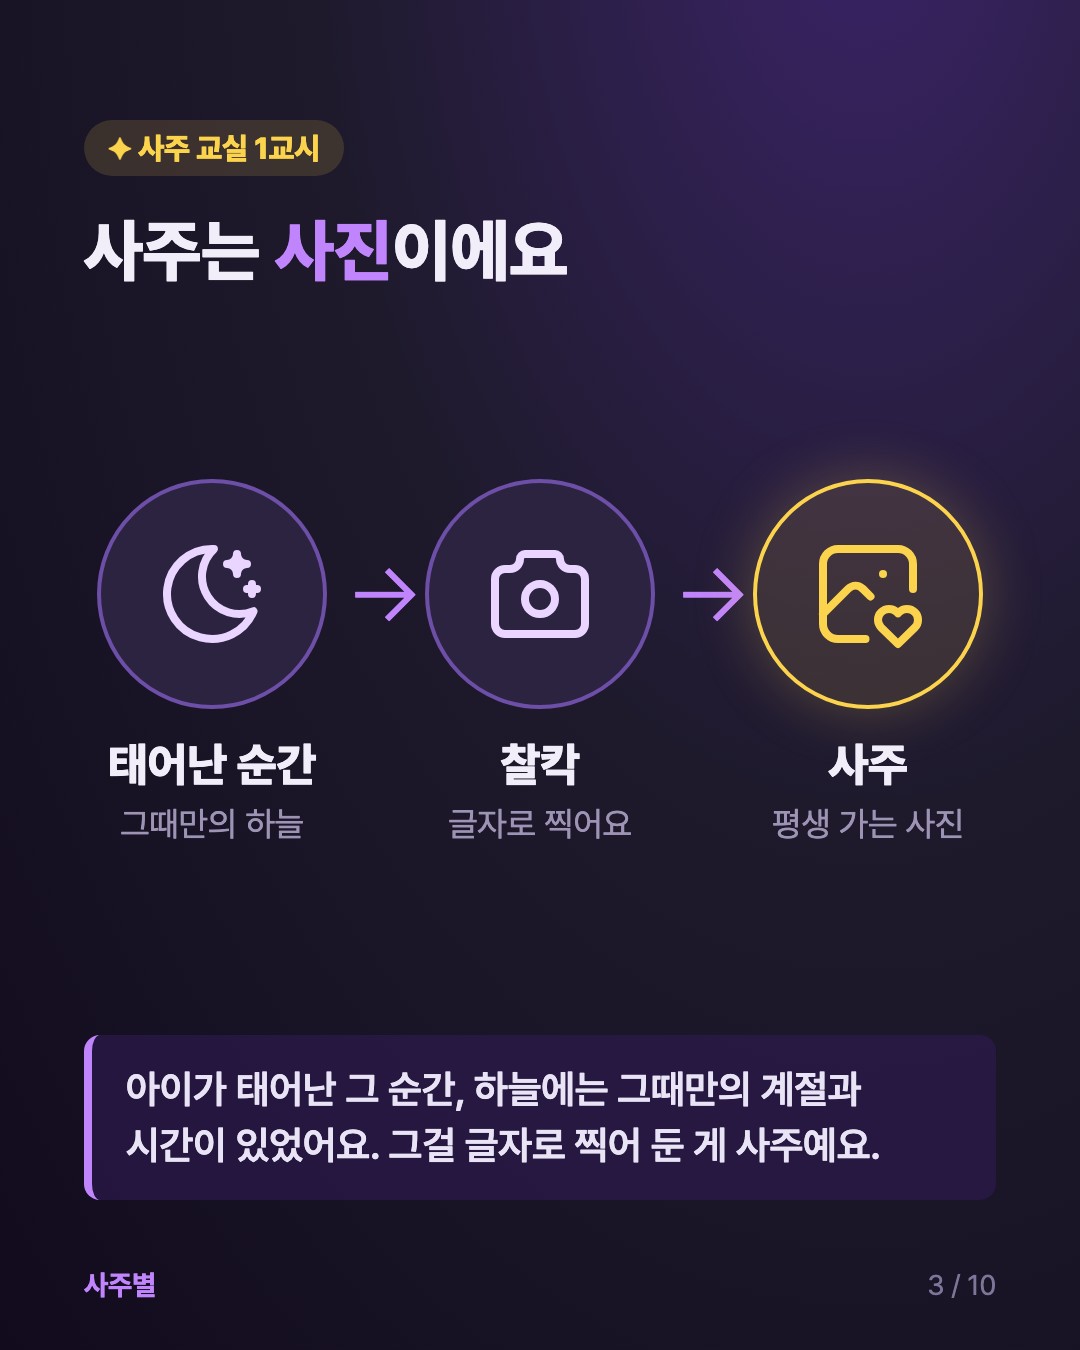 ✦ 사주 교실 1교시
사주는 사진이에요
태어난 순간
그때만의 하늘
찰칵
글자로 찍어요
사주
평생 가는 사진
아이가 태어난 그 순간, 하늘에는 그때만의 계절과
시간이 있었어요. 그걸 글자로 찍어 둔 게 사주예요.
사주별
3 / 10